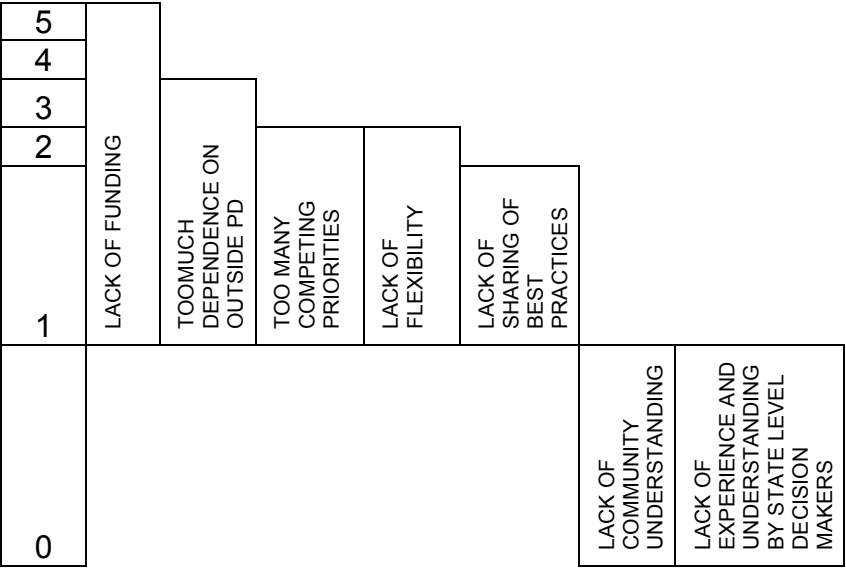 5
4
3
2
1
0
LACK OF FUNDING
TOOMUCH
DEPENDENCE ON
OUTSIDE PD
TOO MANY
COMPETING
PRIORITIES
LACK OF
FLEXIBILITY
LACK OF
SHARING OF
BEST
PRACTICES
LACK OF
COMMUNITY
UNDERSTANDING
LACK OF
EXPERIENCE AND
UNDERSTANDING
BY STATE LEVEL
DECISION
MAKERS